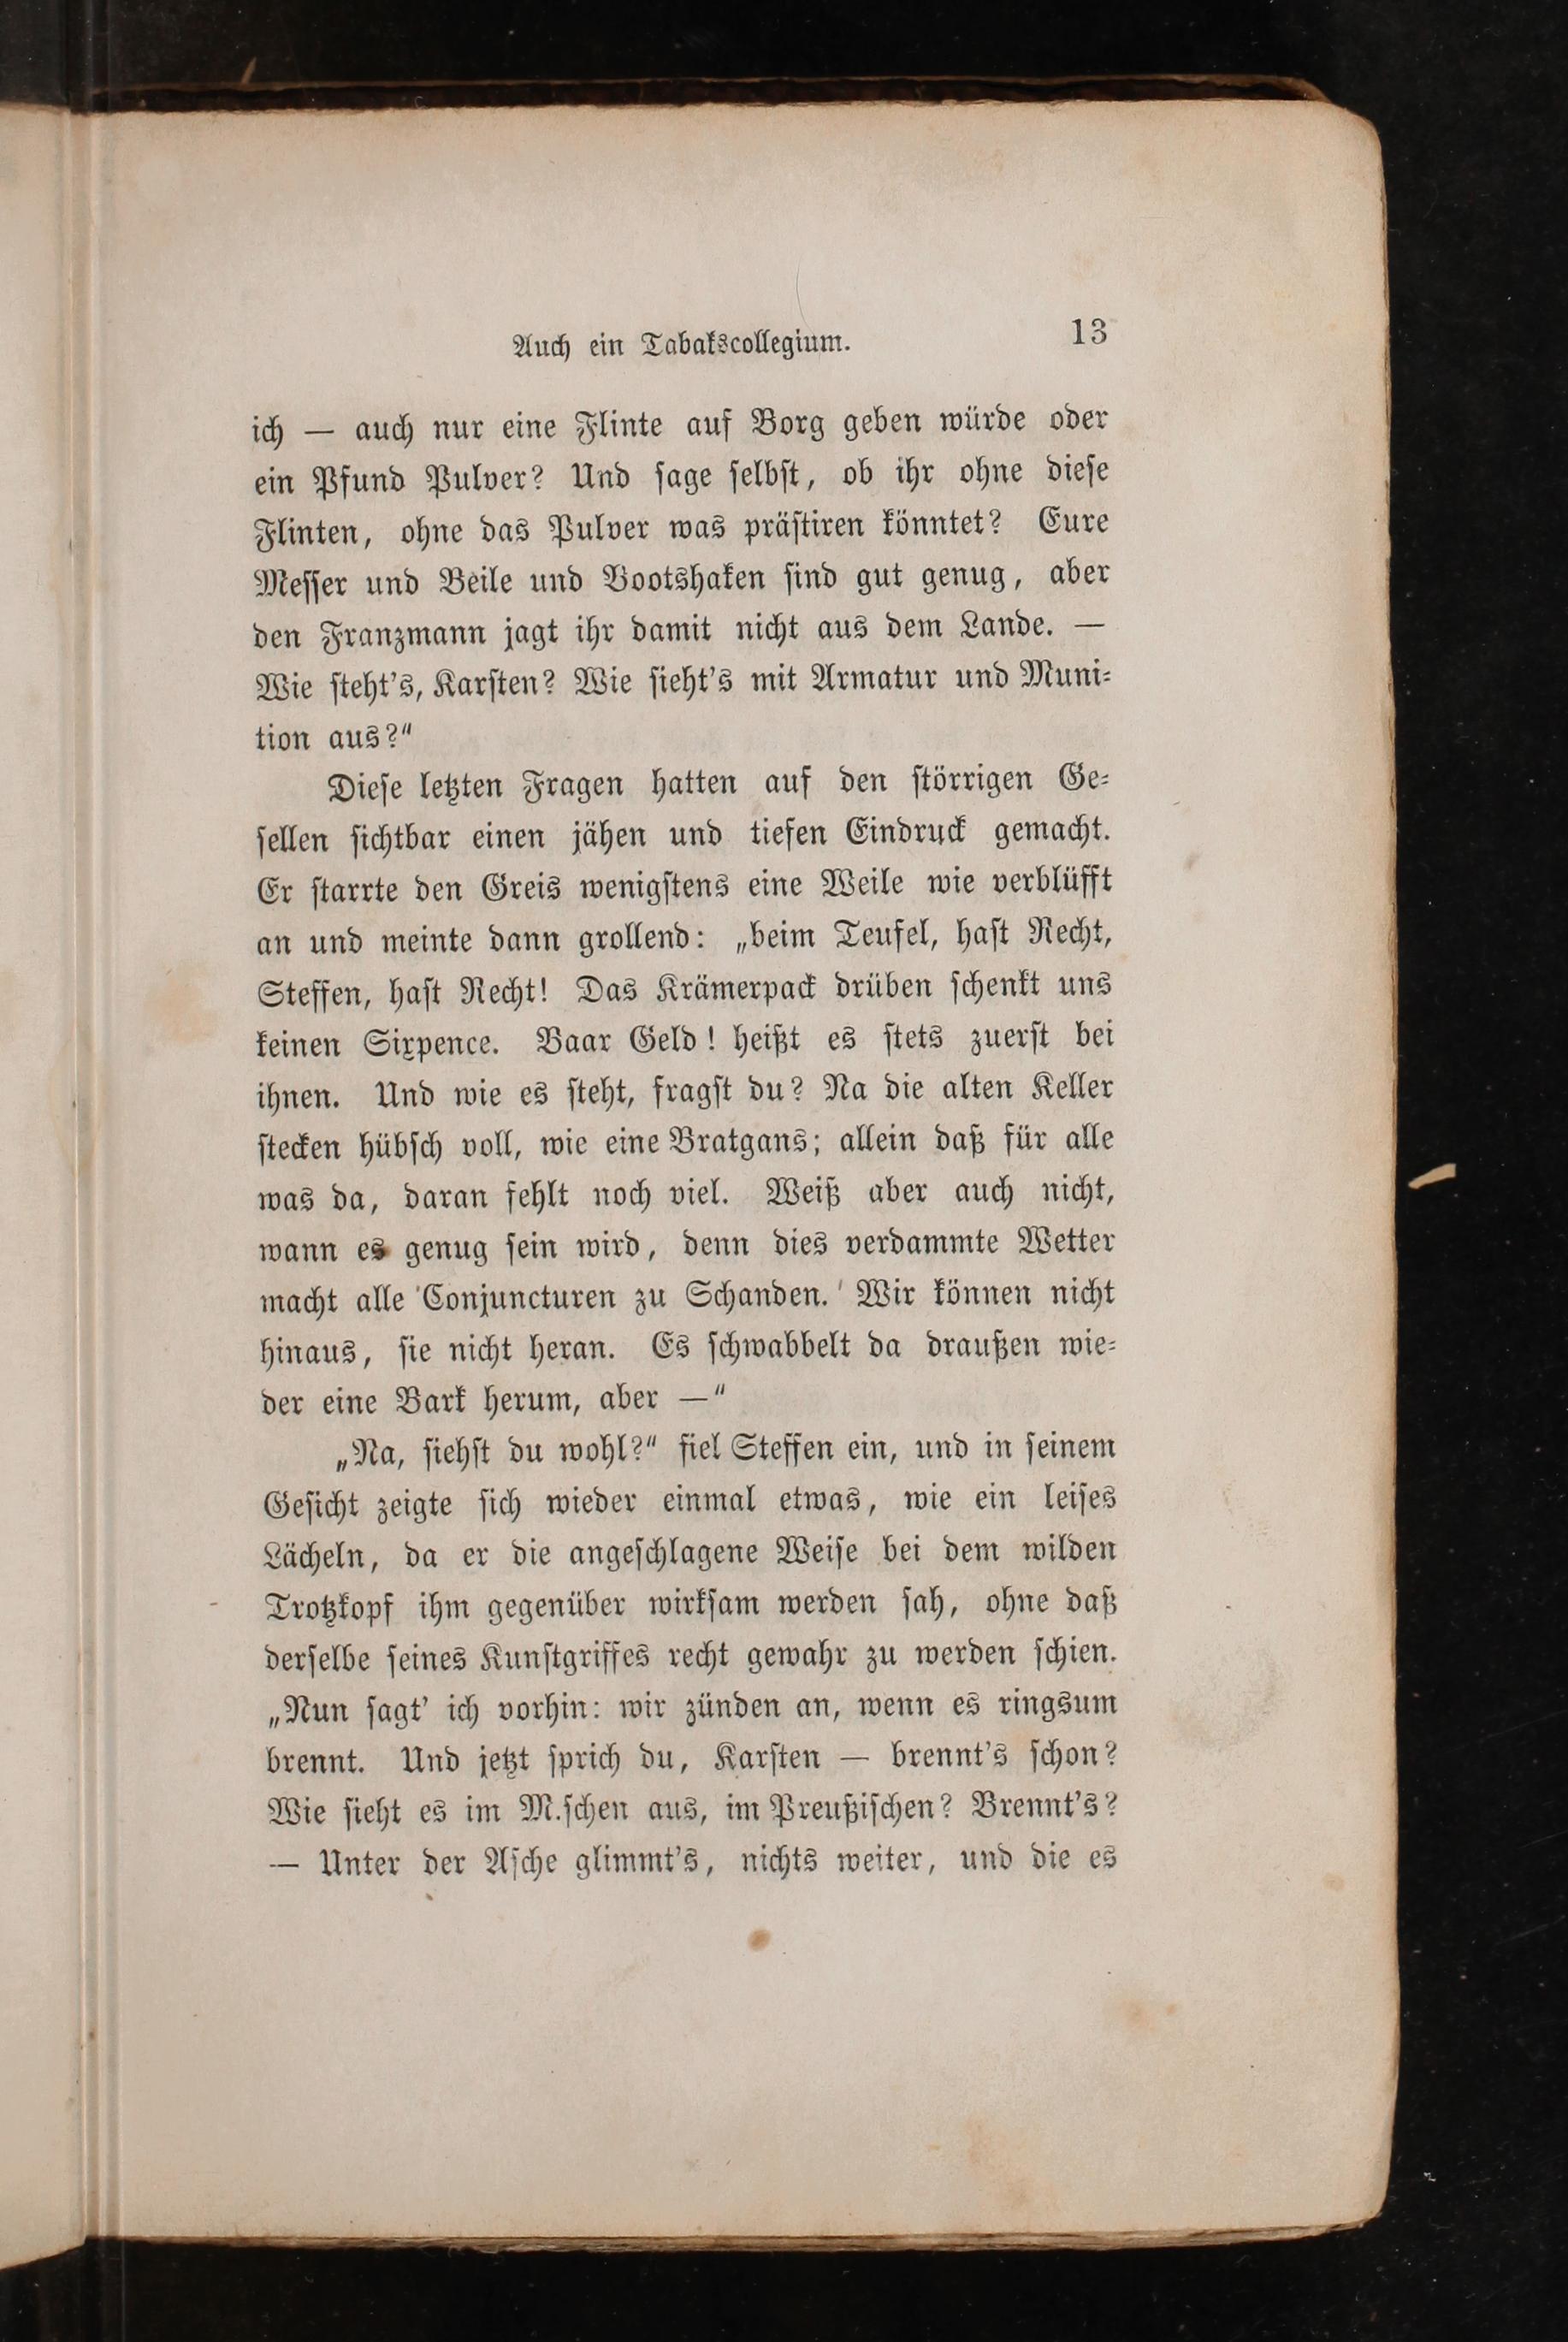 Auch ein Tabakscollegium. 13
ich — auch nur eine Flinte auf Borg geben würde oder
ein Pfund Pulver? Und ſage ſelbſt, ob ihr ohne dieſe
Flinten, ohne das Pulver was präſtiren könntet? Eure
Meſſer und Beile und Bootshaken ſind gut genug, aber
den Franzmann jagt ihr damit nicht aus dem Lande. —
Wie ſteht's, Karſten? Wie ſieht's mit Armatur und Muni⸗
tion aus?“
Dieſe letzten Fragen hatten auf den ſtörrigen Ge⸗
ſellen ſichtbar einen jähen und tiefen Eindruck gemacht.
Er ſtarrte den Greis wenigſtens eine Weile wie verblüfft
an und meinte dann grollend: „beim Teufel, haſt Recht,
Steffen, haſt Recht! Das Krämerpack drüben ſchenkt uns
keinen Sixpence. Baar Geld! heißt es ſtets zuerſt bei
ihnen. Und wie es ſteht, fragſt du? Na die alten Keller
ſtecken hübſch voll, wie eine Bratgans; allein daß für alle
was da, daran fehlt noch viel. Weiß aber auch nicht,
wann es genug ſein wird, denn dies verdammte Wetter
macht alle Conjuncturen zu Schanden. Wir können nicht
hinaus, ſie nicht heran. Es ſchwabbelt da draußen wie⸗
der eine Bark herum, aber —“
„Na, ſiehſt du wohl?“ fiel Steffen ein, und in ſeinem
Geſicht zeigte ſich wieder einmal etwas, wie ein leiſes
Lächeln, da er die angeſchlagene Weiſe bei dem wilden
Trotzkopf ihm gegenüber wirkſam werden ſah, ohne daß
derſelbe ſeines Kunſtgriffes recht gewahr zu werden ſchien.
„Nun ſagt' ich vorhin: wir zünden an, wenn es ringsum
brennt. Und jetzt ſprich du, Karſten — brennt's ſchon?
Wie ſieht es im M.ſchen aus, im Preußiſchen? Brennt's?
— Unter der Aſche glimmt's, nichts weiter, und die es